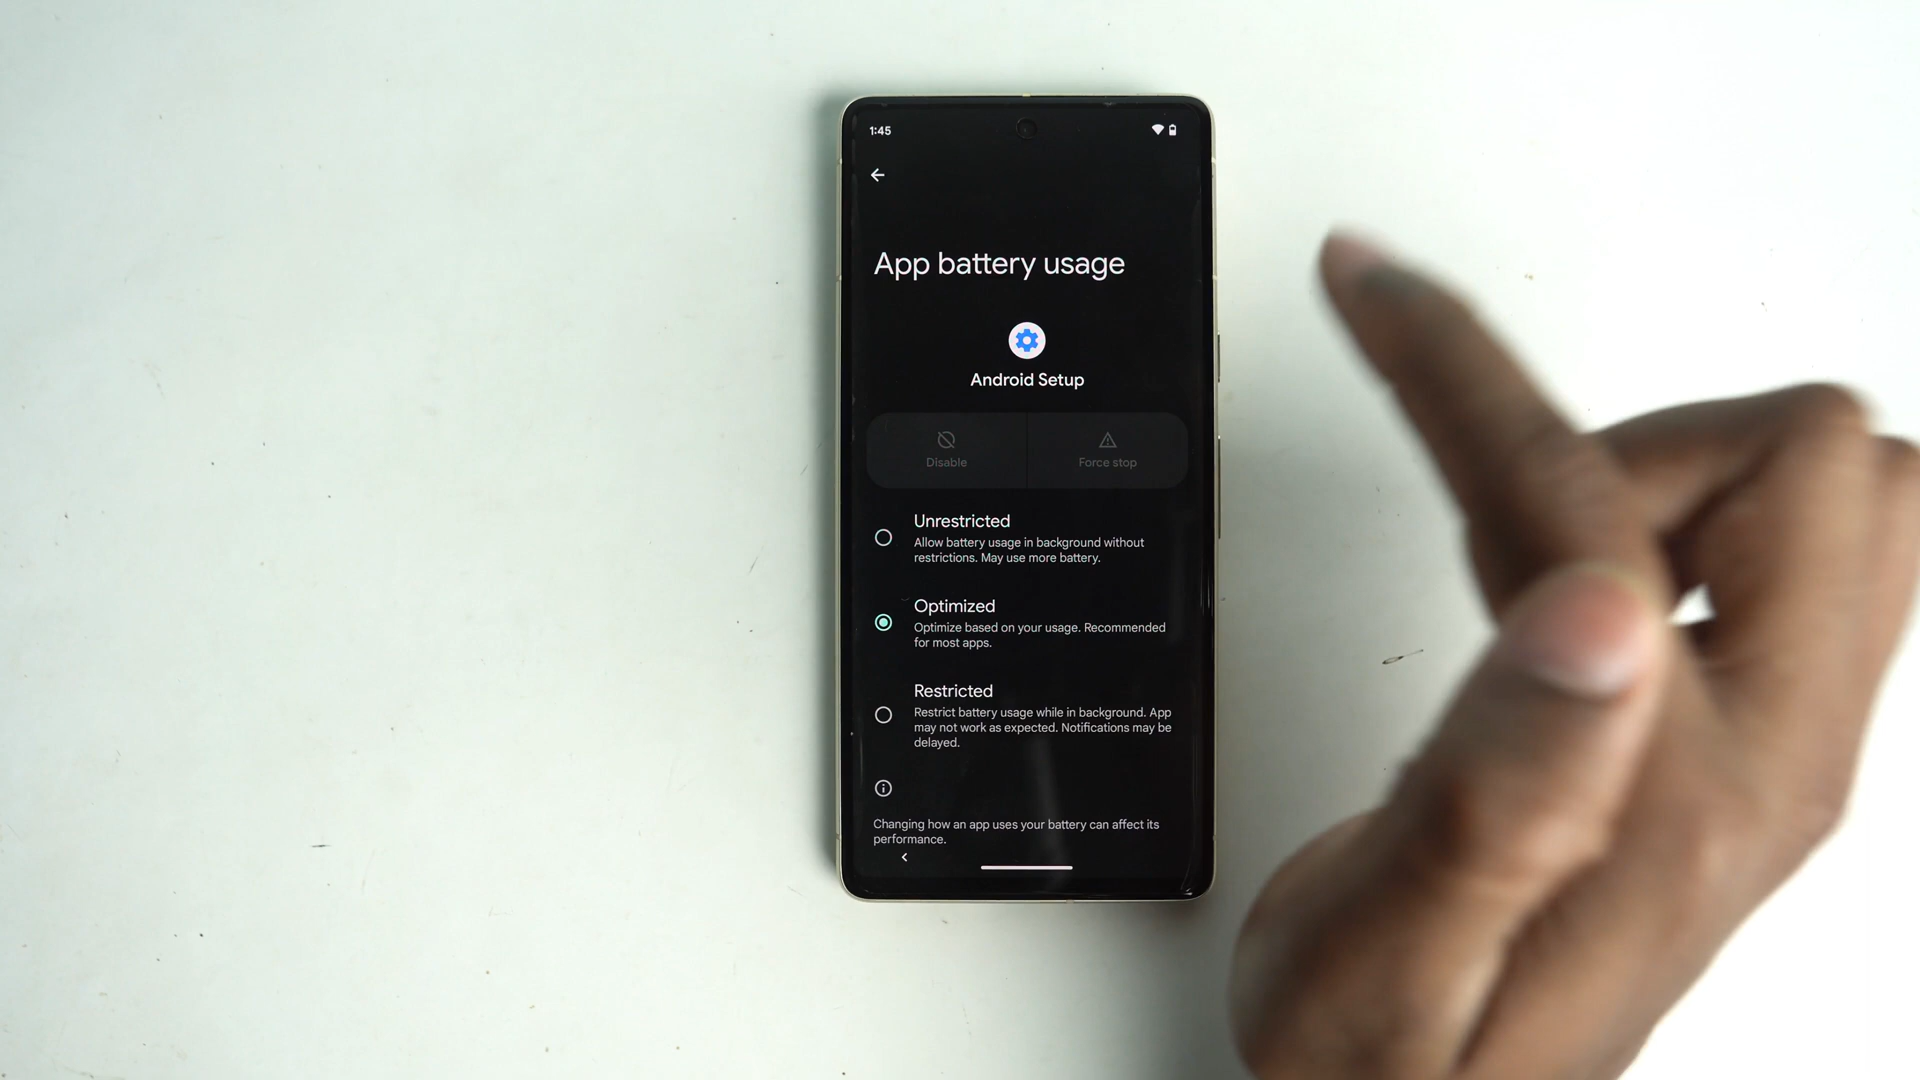 1:45
App battery usage
Android Setup
Disable
Force stop
Unrestricted
Allow battery usage in background without
restrictions. May use more battery.
Optimized
Optimize based on your usage. Recommended
for most apps.
Restricted
Restrict battery usage while in background. App
may not work as expected. Notifications may be
delayed.
Changing how an app uses your battery can affect its
performance.